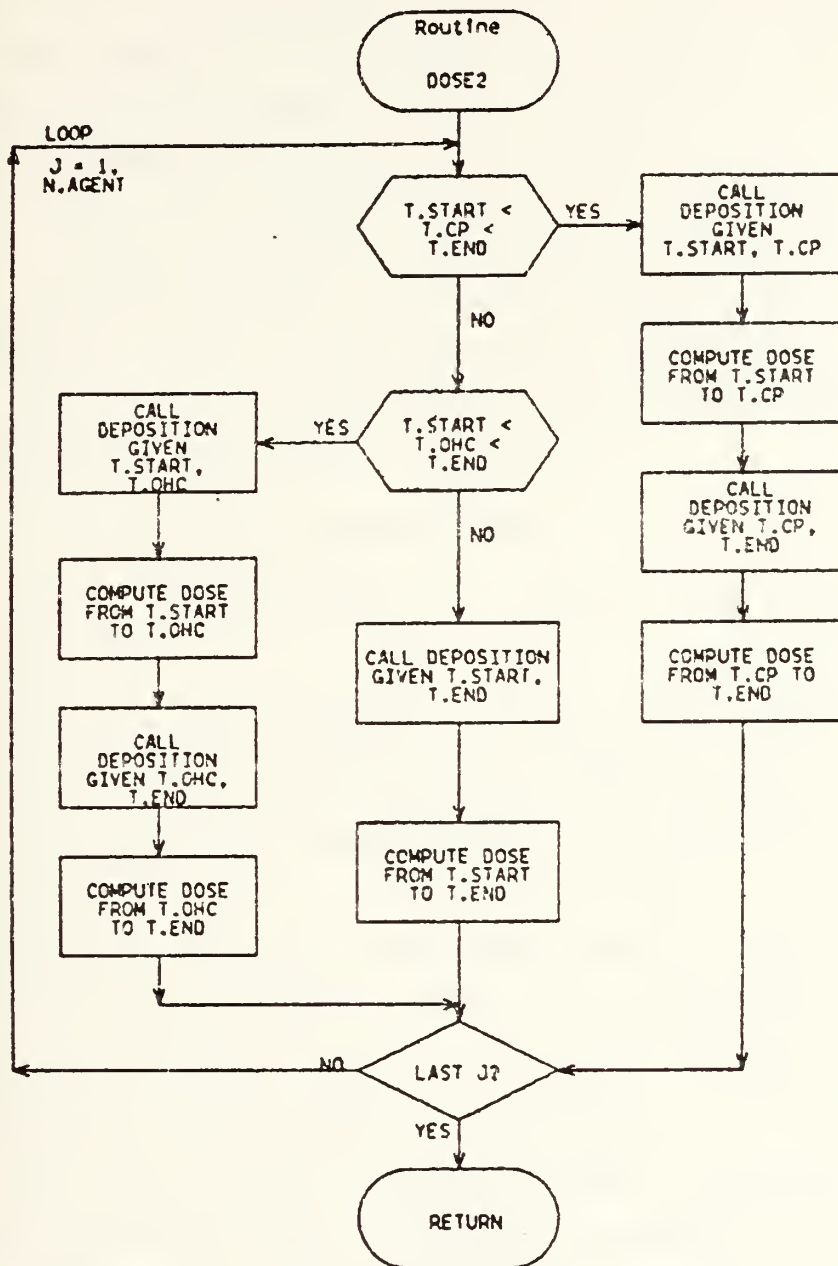 Routine
DOSE2
LOOP
J = 1,
N.AGENT
T.START <
T.CP <
T.END
YES
CALL
DEPOSITION
GIVEN
T.START, T.CP
NO
COMPUTE DOSE
FROM T.START
TO T.CP
CALL
DEPOSITION
GIVEN
T.START,
T.OHC
YES
T.START <
T.OHC <
T.END
CALL
DEPOSITION
GIVEN T.CP,
T.END
NO
COMPUTE DOSE
FROM T.START
TO T.OHC
CALL DEPOSITION
GIVEN T.START,
T.END
COMPUTE DOSE
FROM T.CP TO
T.END
CALL
DEPOSITION
GIVEN T.OHC,
T.END
COMPUTE DOSE
FROM T.OHC
TO T.END
COMPUTE DOSE
FROM T.START
TO T.END
NO
LAST J?
YES
RETURN